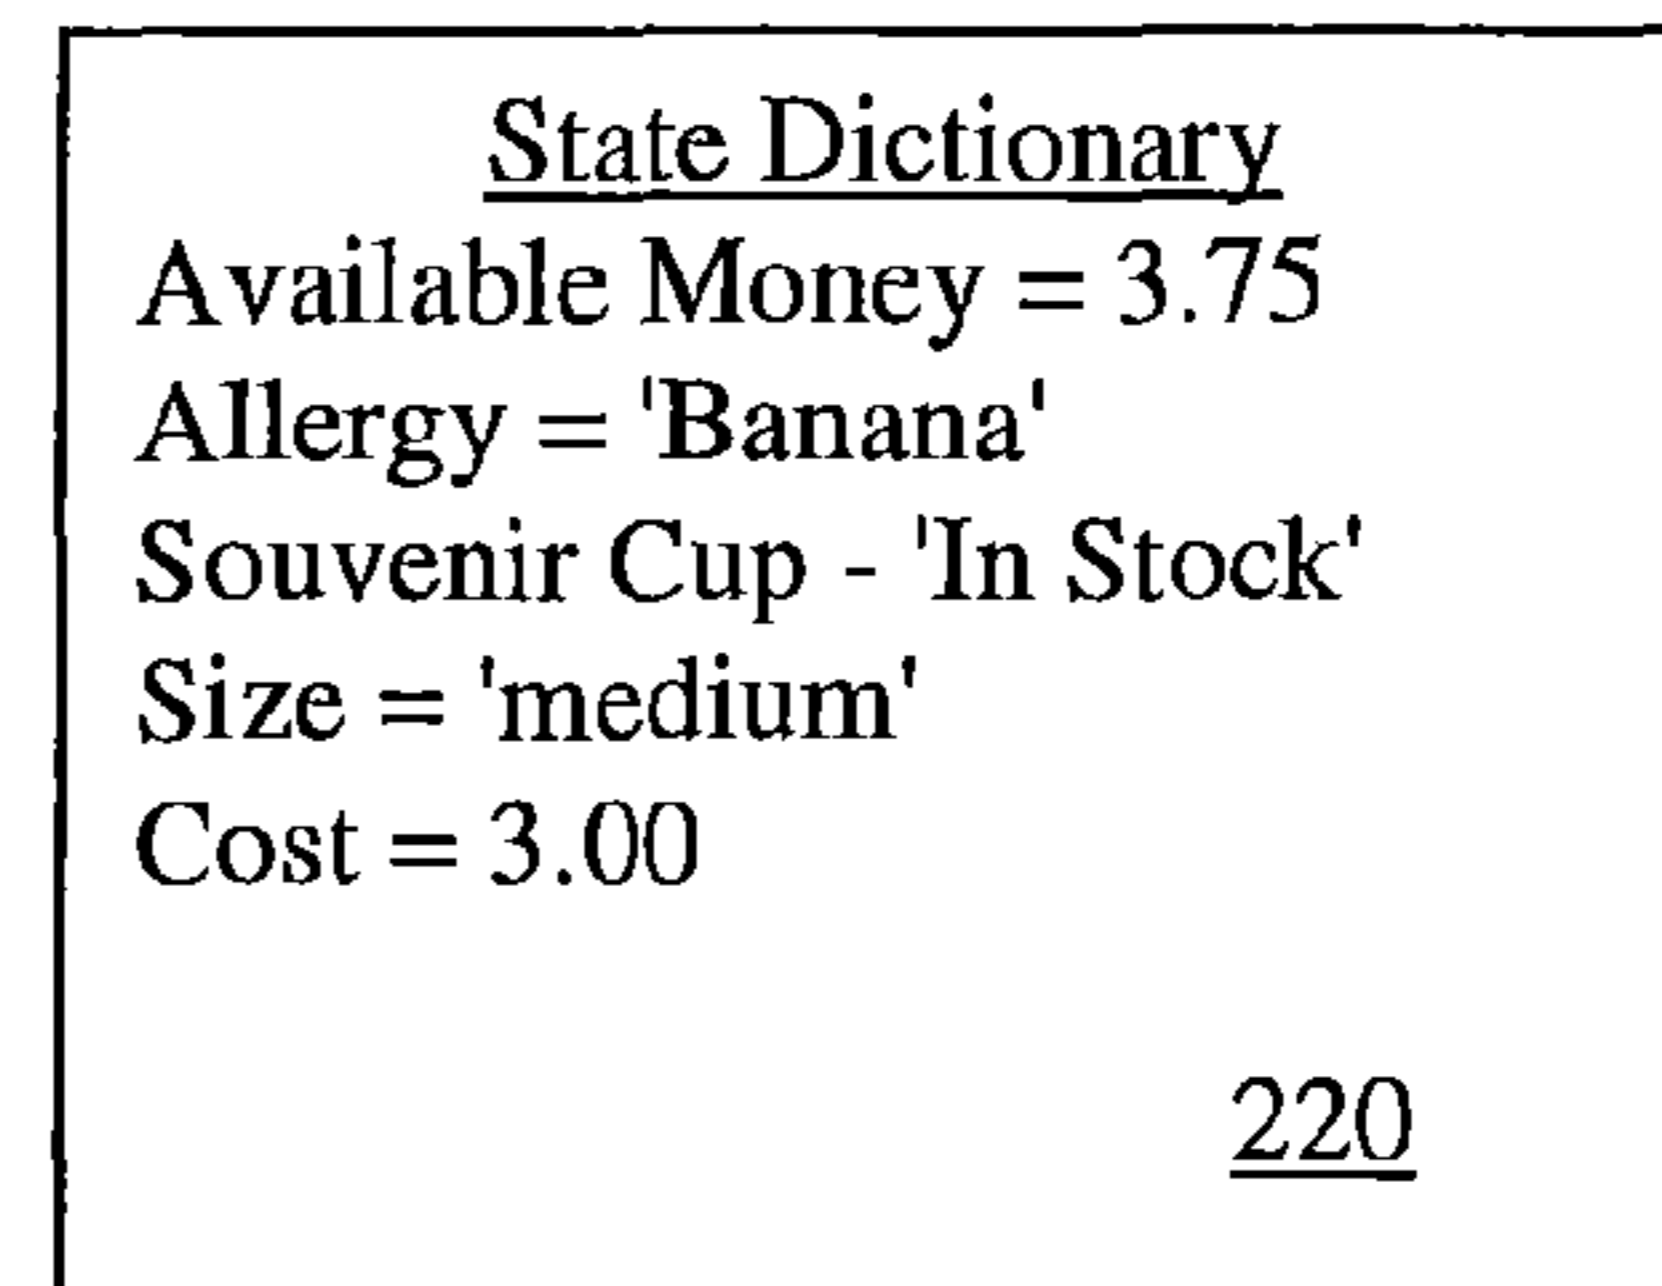 State Dictionary
Available Money = 3.75
Allergy = 'Banana'
Souvenir Cup - 'In Stock'
Size = 'medium'
Cost = 3.00
220